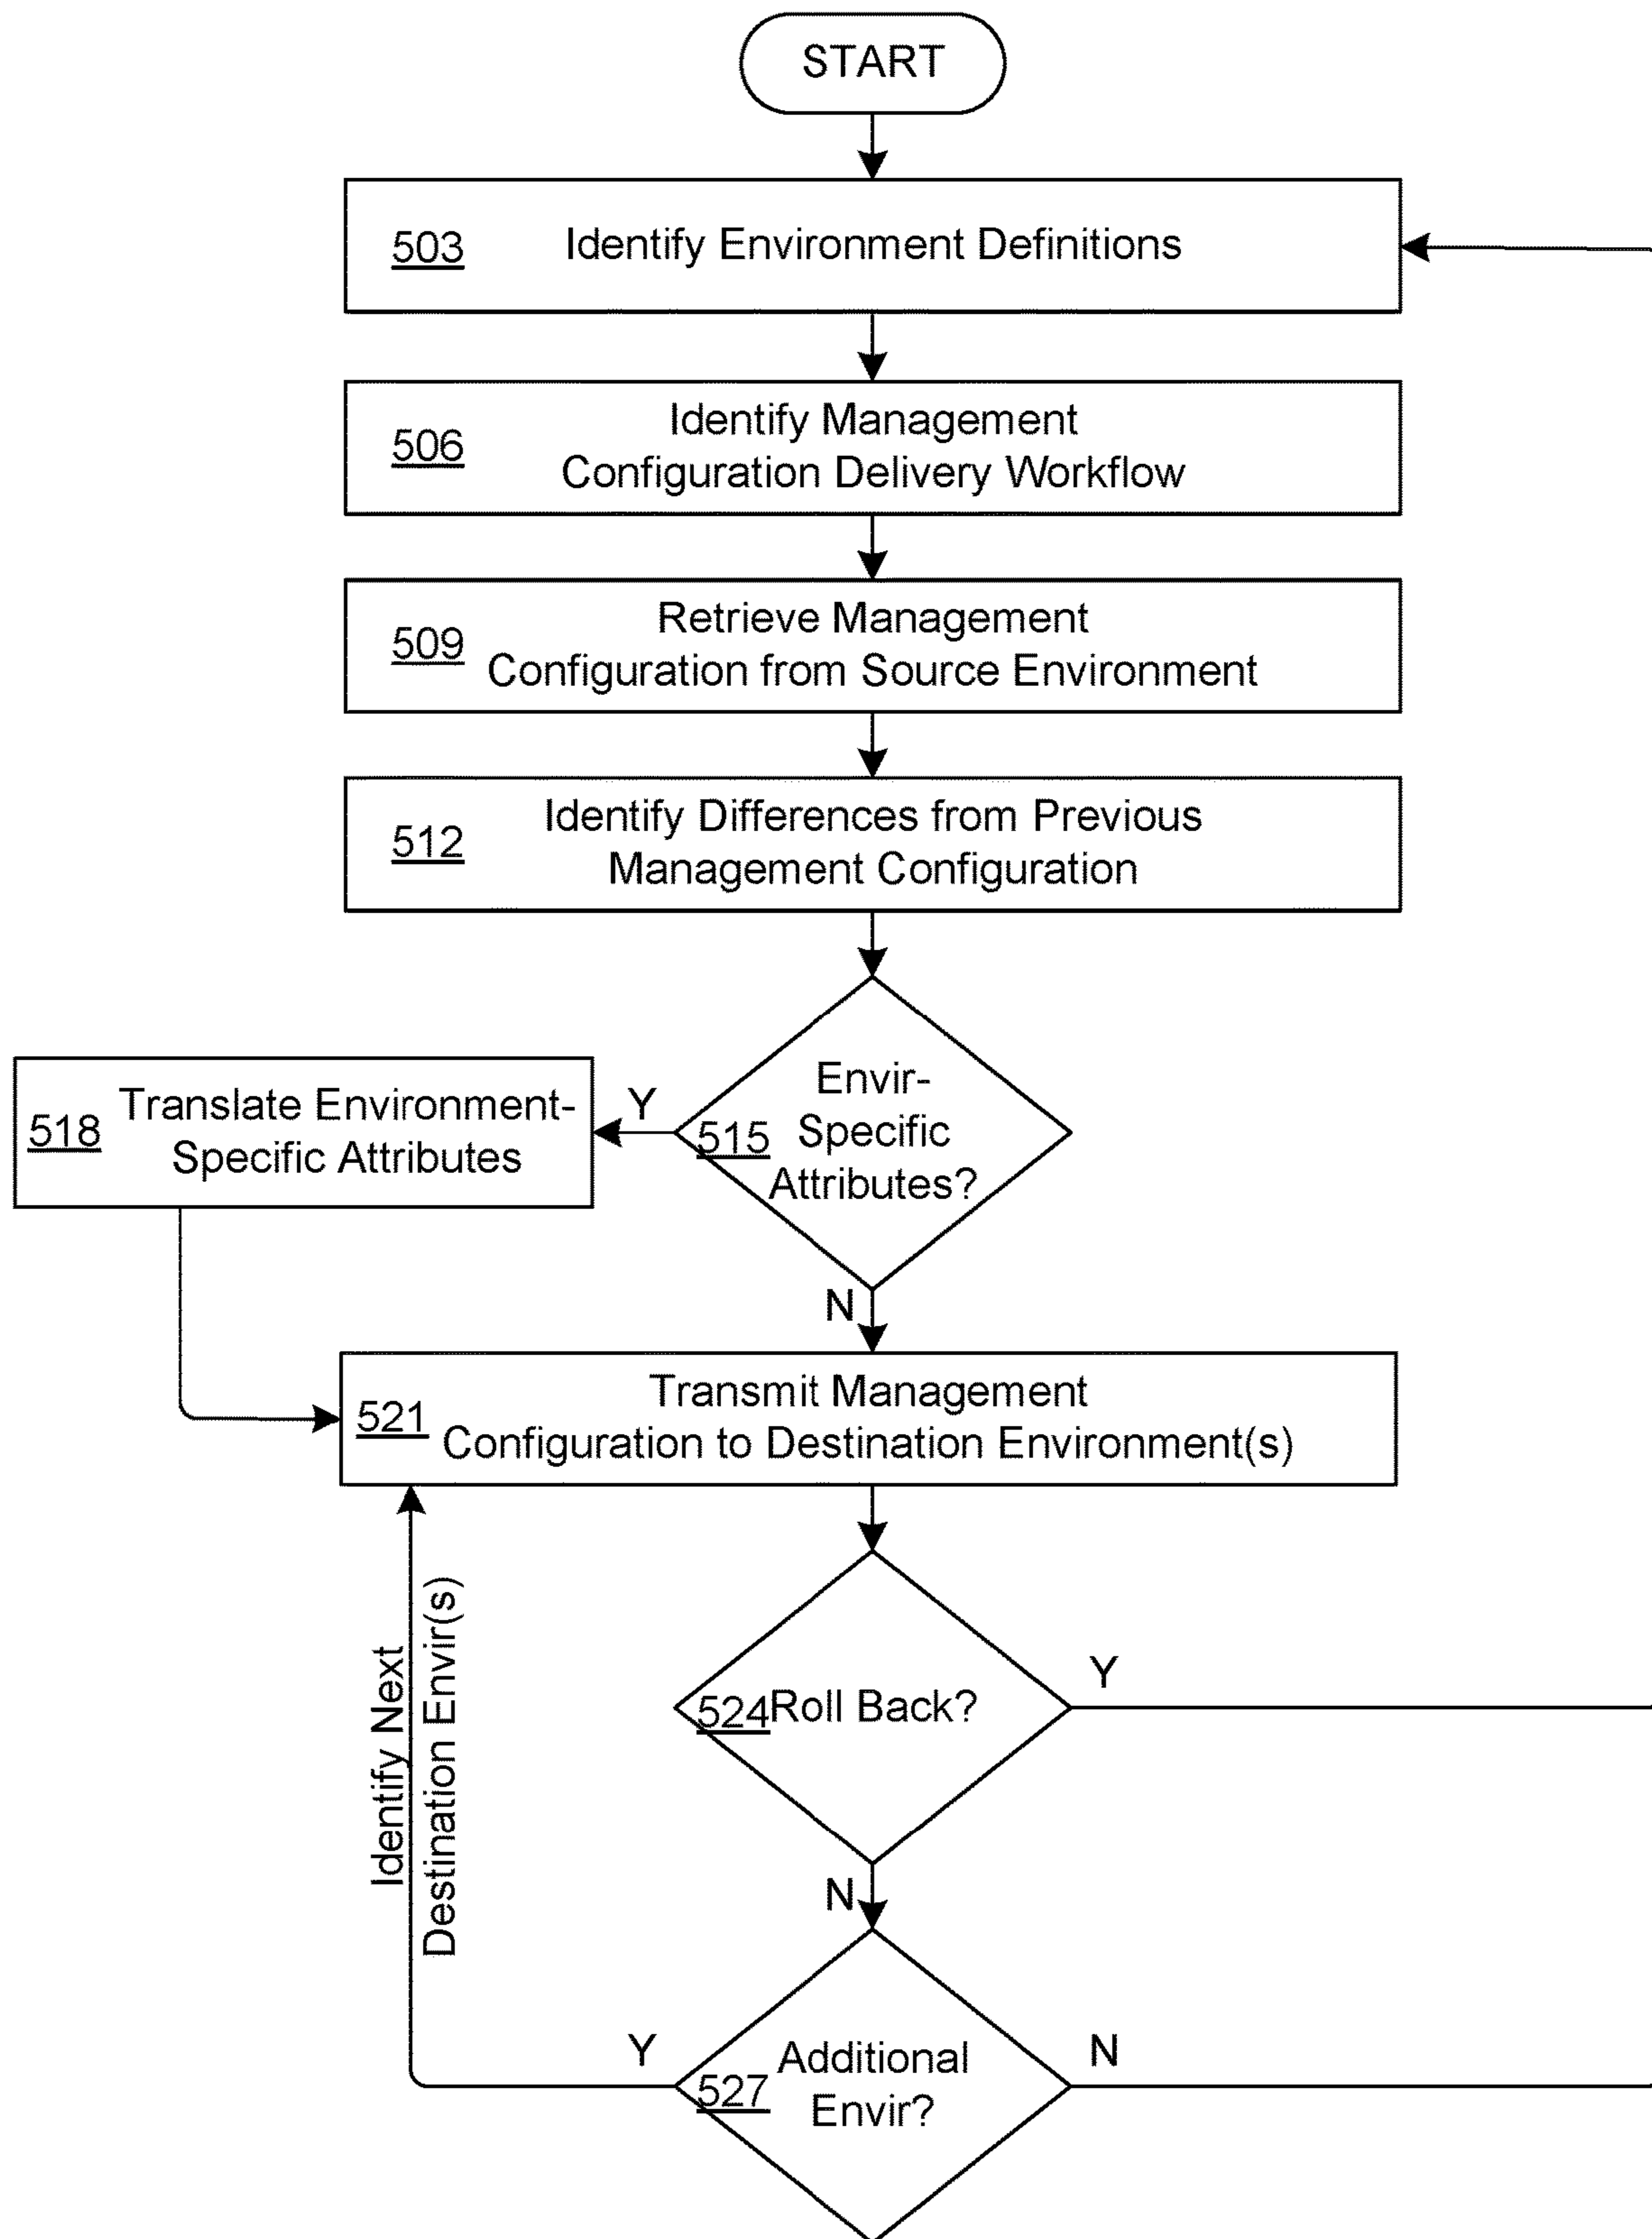 START
503
Identify Environment Definitions
506
Identify Management
Configuration Delivery Workflow
509
Retrieve Management
Configuration from Source Environment
512
Identify Differences from Previous
Management Configuration
515
Envir-
Specific
Attributes?
Y
518
Translate Environment-
Specific Attributes
N
521
Transmit Management
Configuration to Destination Environment(s)
524
Roll Back?
Y
N
527
Additional
Envir?
Y
N
Identify Next
Destination Envir(s)